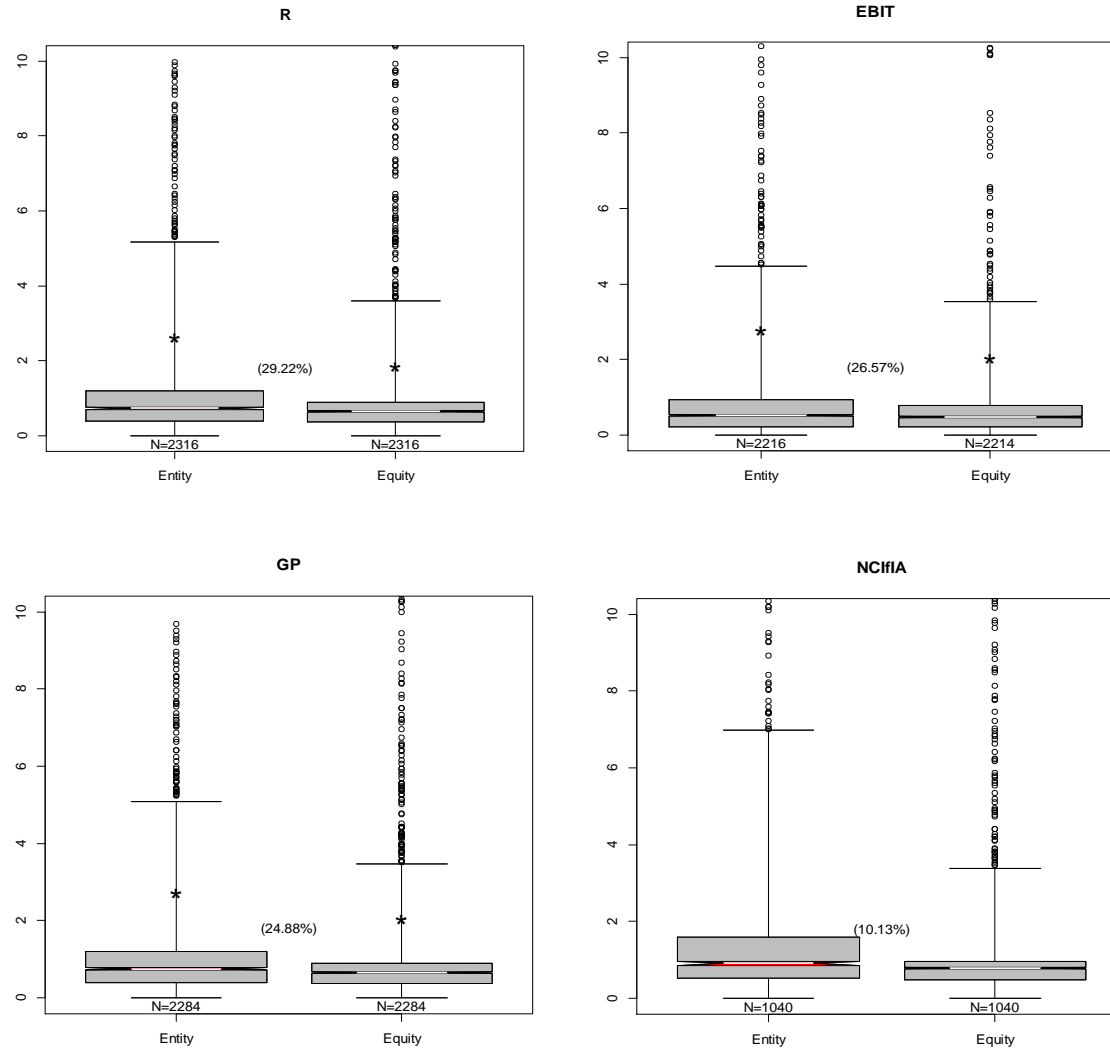 R
10
8
6
4
2
0
(29.22%)
N=2316
N=2316
Entity
Equity
EBIT
10
8
6
4
2
0
(26.57%)
N=2216
N=2214
Entity
Equity
GP
10
8
6
4
2
0
(24.88%)
N=2284
N=2284
Entity
Equity
NCIflA
10
8
6
4
2
0
(10.13%)
N=1040
N=1040
Entity
Equity